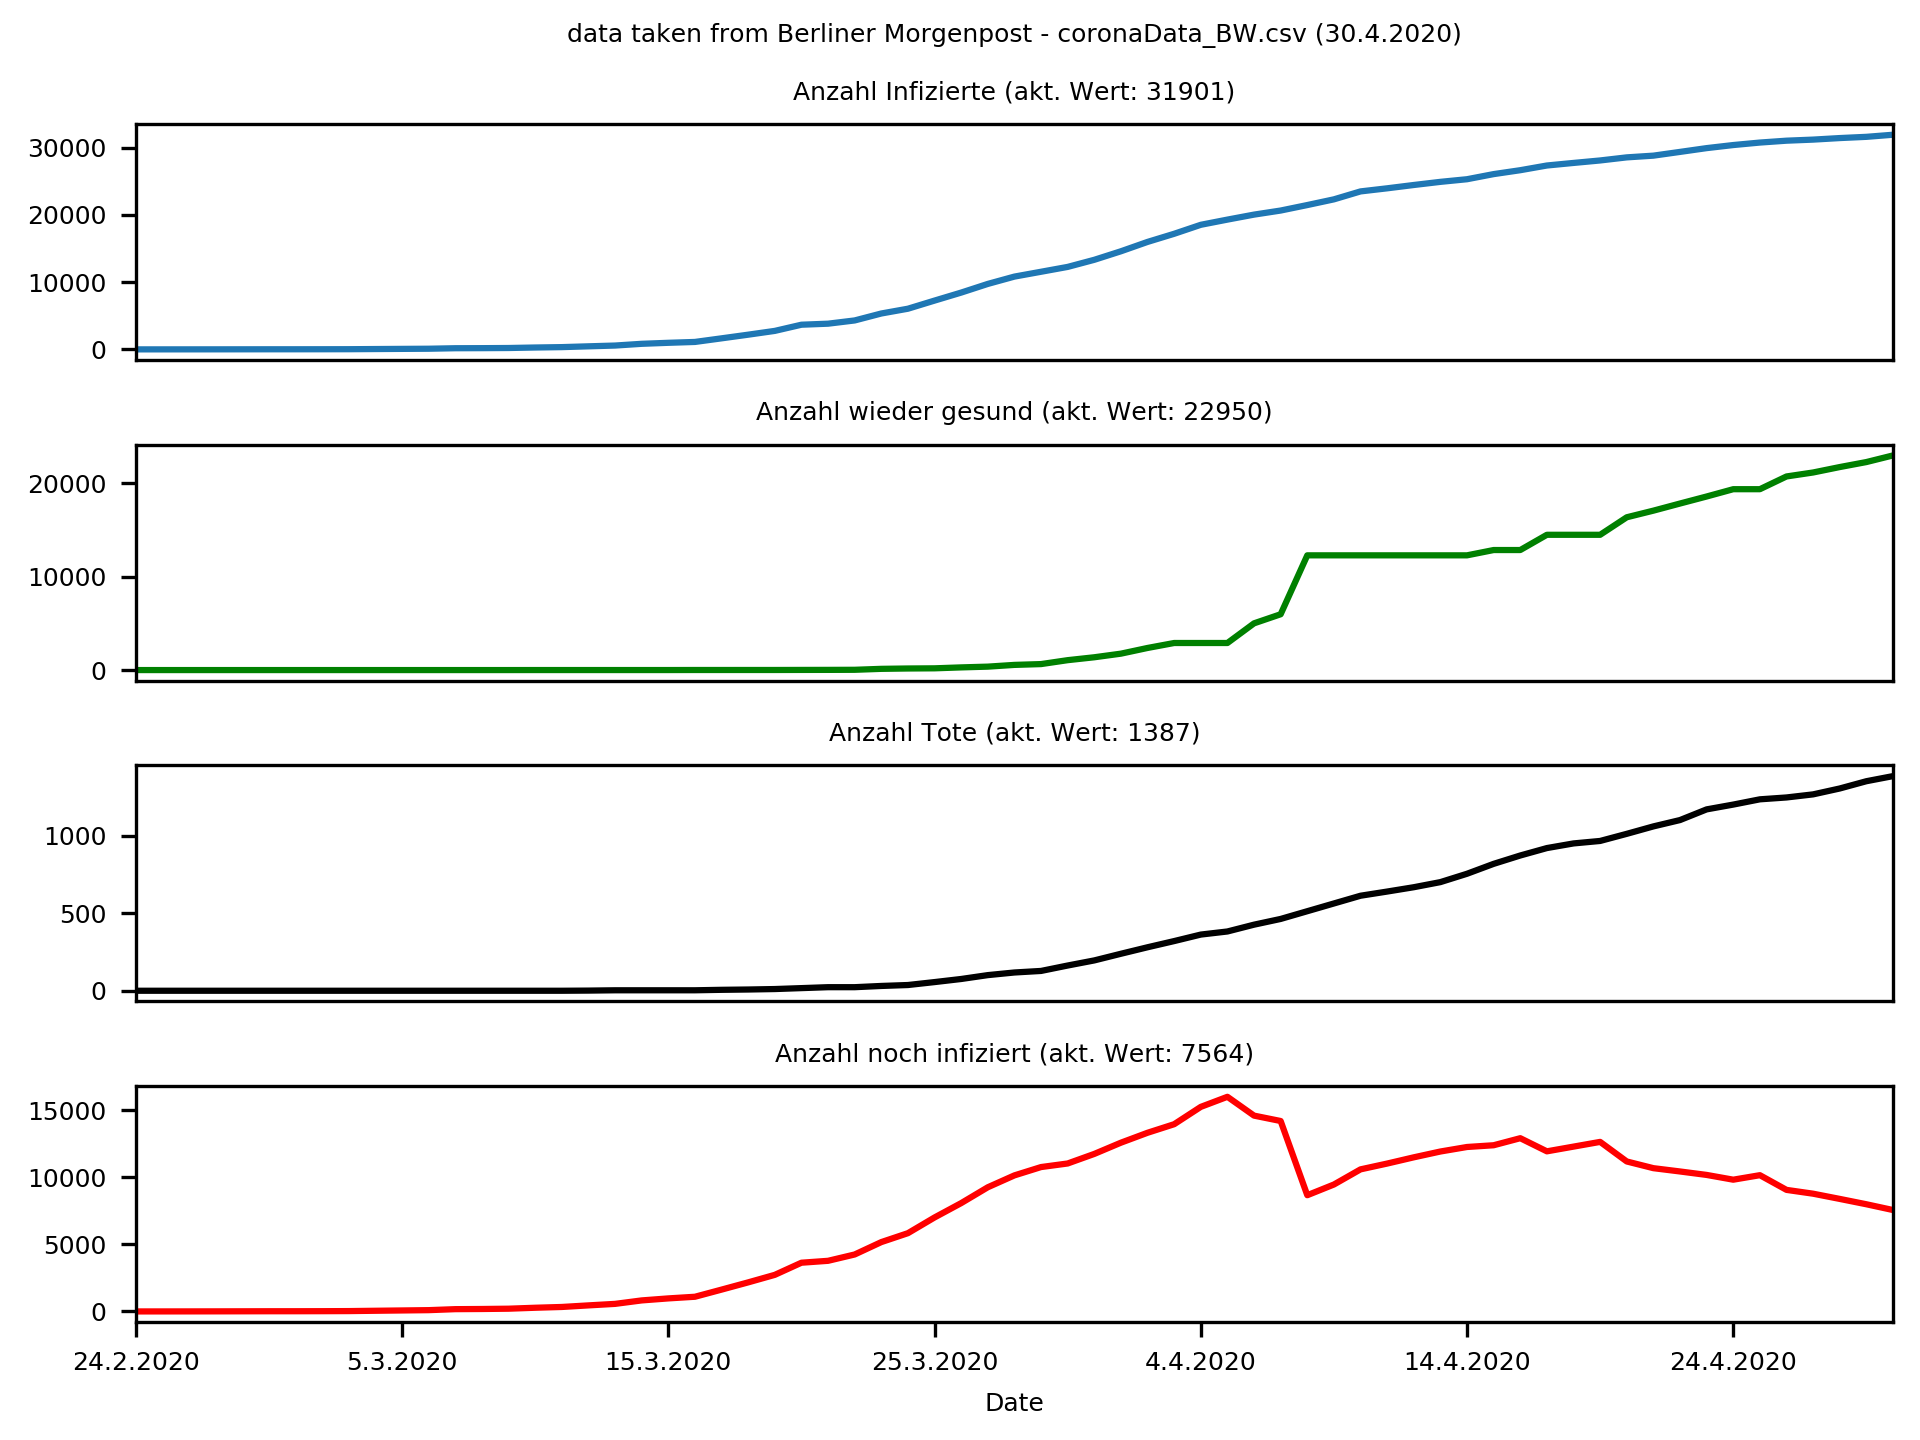 data taken from Berliner Morgenpost - coronaData_BW.csv (30.4.2020)
Anzahl Infizierte (akt. Wert: 31901)
30000
20000
10000
0
Anzahl wieder gesund (akt. Wert: 22950)
20000
10000
0
Anzahl Tote (akt. Wert: 1387)
1000
500
0
Anzahl noch infiziert (akt. Wert: 7564)
15000
10000
5000
0
24.2.2020 5.3.2020 15.3.2020 25.3.2020 4.4.2020 14.4.2020 24.4.2020
Date